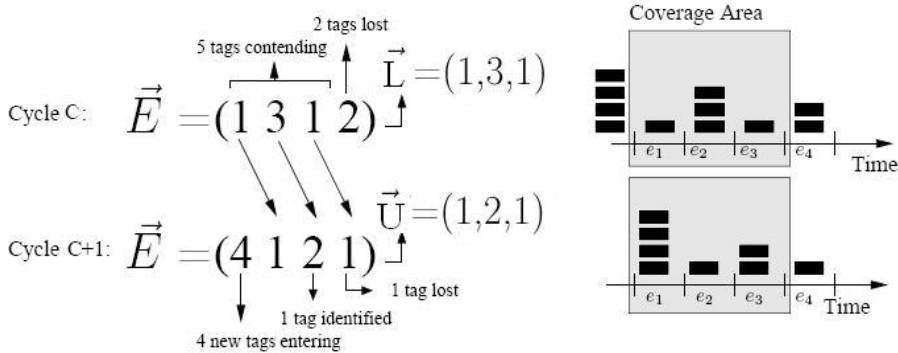 2 tags lost
5 tags contending
L⃗ =(1,3,1)
Cycle C: E⃗ =(1 3 1 2)
U⃗ =(1,2,1)
Cycle C+1: E⃗ =(4 1 2 1)
1 tag lost
1 tag identified
4 new tags entering
Coverage Area
e₁ e₂ e₃ e₄
Time
e₁ e₂ e₃ e₄
Time